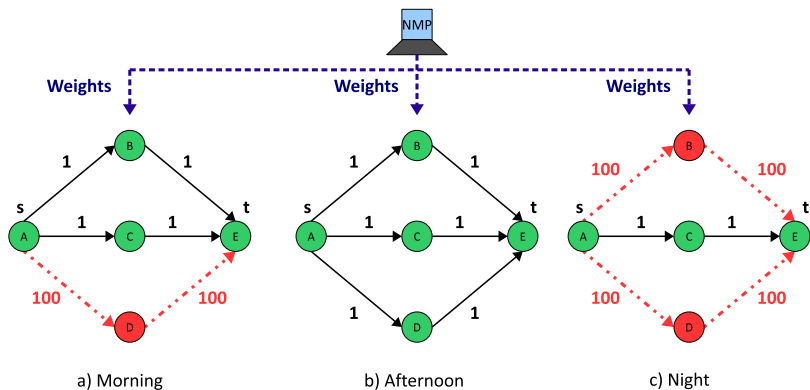 NMP
Weights Weights Weights
B B B
1 1 1 1 100 100
s t s t s t
A 1 C 1 E A 1 C 1 E A 1 C 1 E
100 100 1 1 100 100
D D D
a) Morning b) Afternoon c) Night